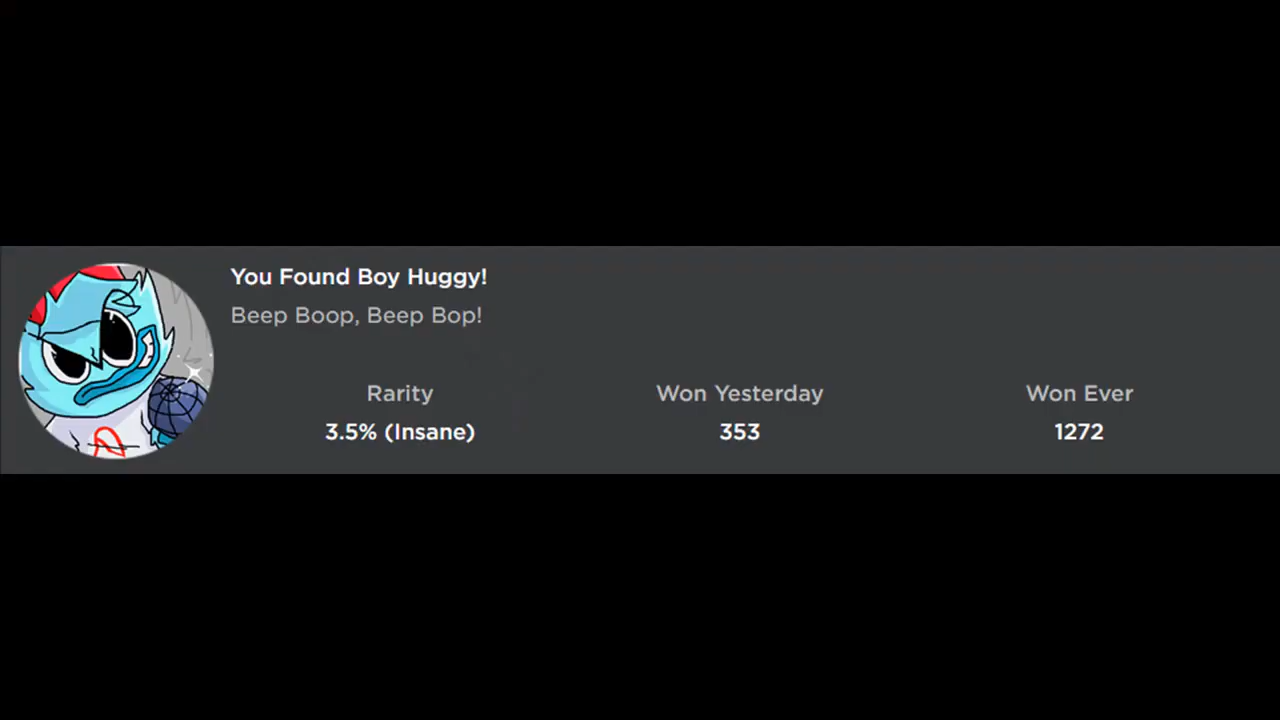 You Found Boy Huggy!
Beep Boop, Beep Bop!
Rarity Won Yesterday Won Ever
3.5% (Insane) 353 1272